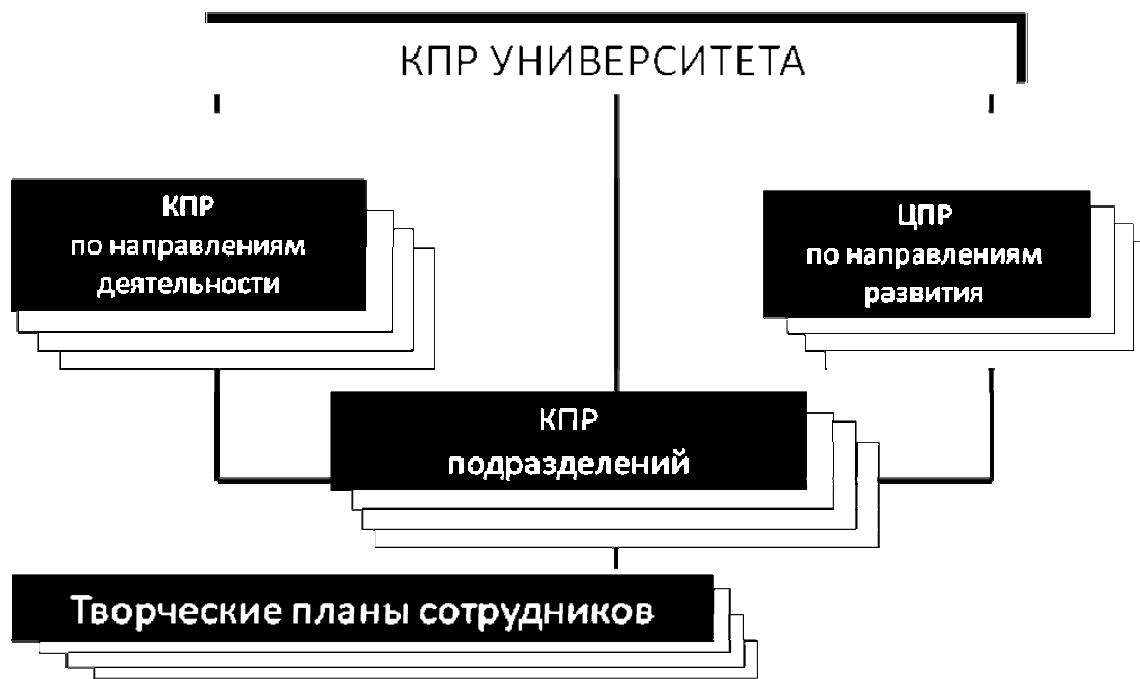 КПР УНИВЕРСИТЕТА
КПР
по направлениям
деятельности
ЦПР
по направлениям
развития
КПР
подразделений
Творческие планы сотрудников